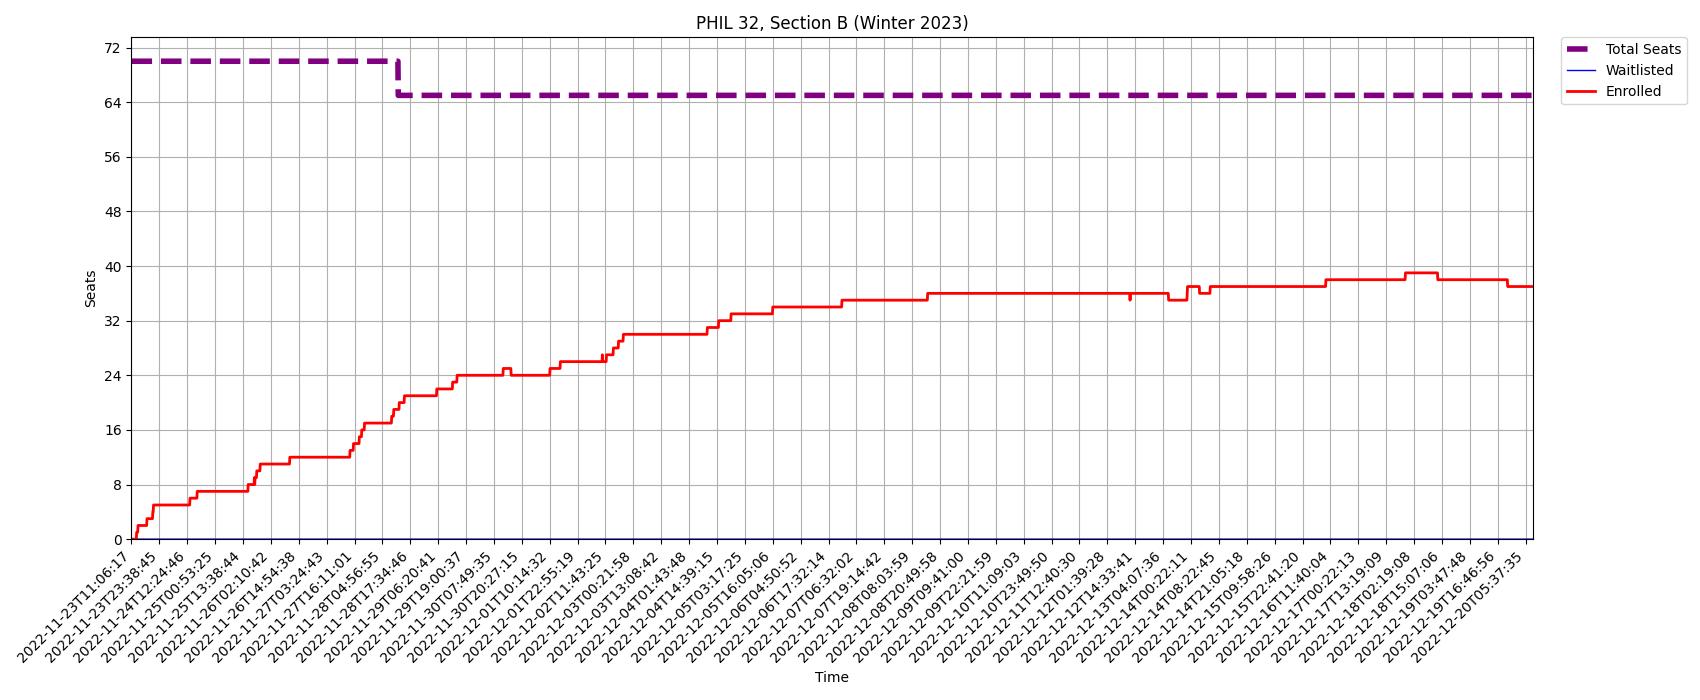 PHIL 32, Section B (Winter 2023)
Total Seats
Waitlisted
Enrolled
72
64
56
48
40
32
24
16
8
0
Seats
2022-11-23T11:06:17
2022-11-23T23:38:45
2022-11-24T12:24:46
2022-11-25T00:53:25
2022-11-25T13:38:44
2022-11-26T02:10:42
2022-11-26T14:54:38
2022-11-27T03:24:43
2022-11-27T16:11:01
2022-11-28T04:56:55
2022-11-28T17:34:46
2022-11-29T06:20:41
2022-11-29T19:00:37
2022-11-30T07:49:35
2022-11-30T20:27:15
2022-12-01T10:14:32
2022-12-01T22:55:19
2022-12-02T11:43:25
2022-12-03T00:21:58
2022-12-03T13:08:42
2022-12-04T01:43:48
2022-12-04T14:39:15
2022-12-05T03:17:25
2022-12-05T16:05:06
2022-12-06T04:50:52
2022-12-06T17:32:14
2022-12-07T06:32:02
2022-12-07T19:14:42
2022-12-08T08:03:59
2022-12-08T20:49:58
2022-12-09T09:41:00
2022-12-09T22:21:59
2022-12-10T11:09:03
2022-12-10T23:49:50
2022-12-11T12:40:30
2022-12-12T01:39:28
2022-12-12T14:33:41
2022-12-13T04:07:36
2022-12-14T00:22:11
2022-12-14T08:22:45
2022-12-14T21:05:18
2022-12-15T09:58:26
2022-12-15T22:41:20
2022-12-16T11:40:04
2022-12-17T00:22:13
2022-12-17T13:19:09
2022-12-18T02:19:08
2022-12-18T15:07:06
2022-12-19T03:47:48
2022-12-19T16:46:56
2022-12-20T05:37:35
Time